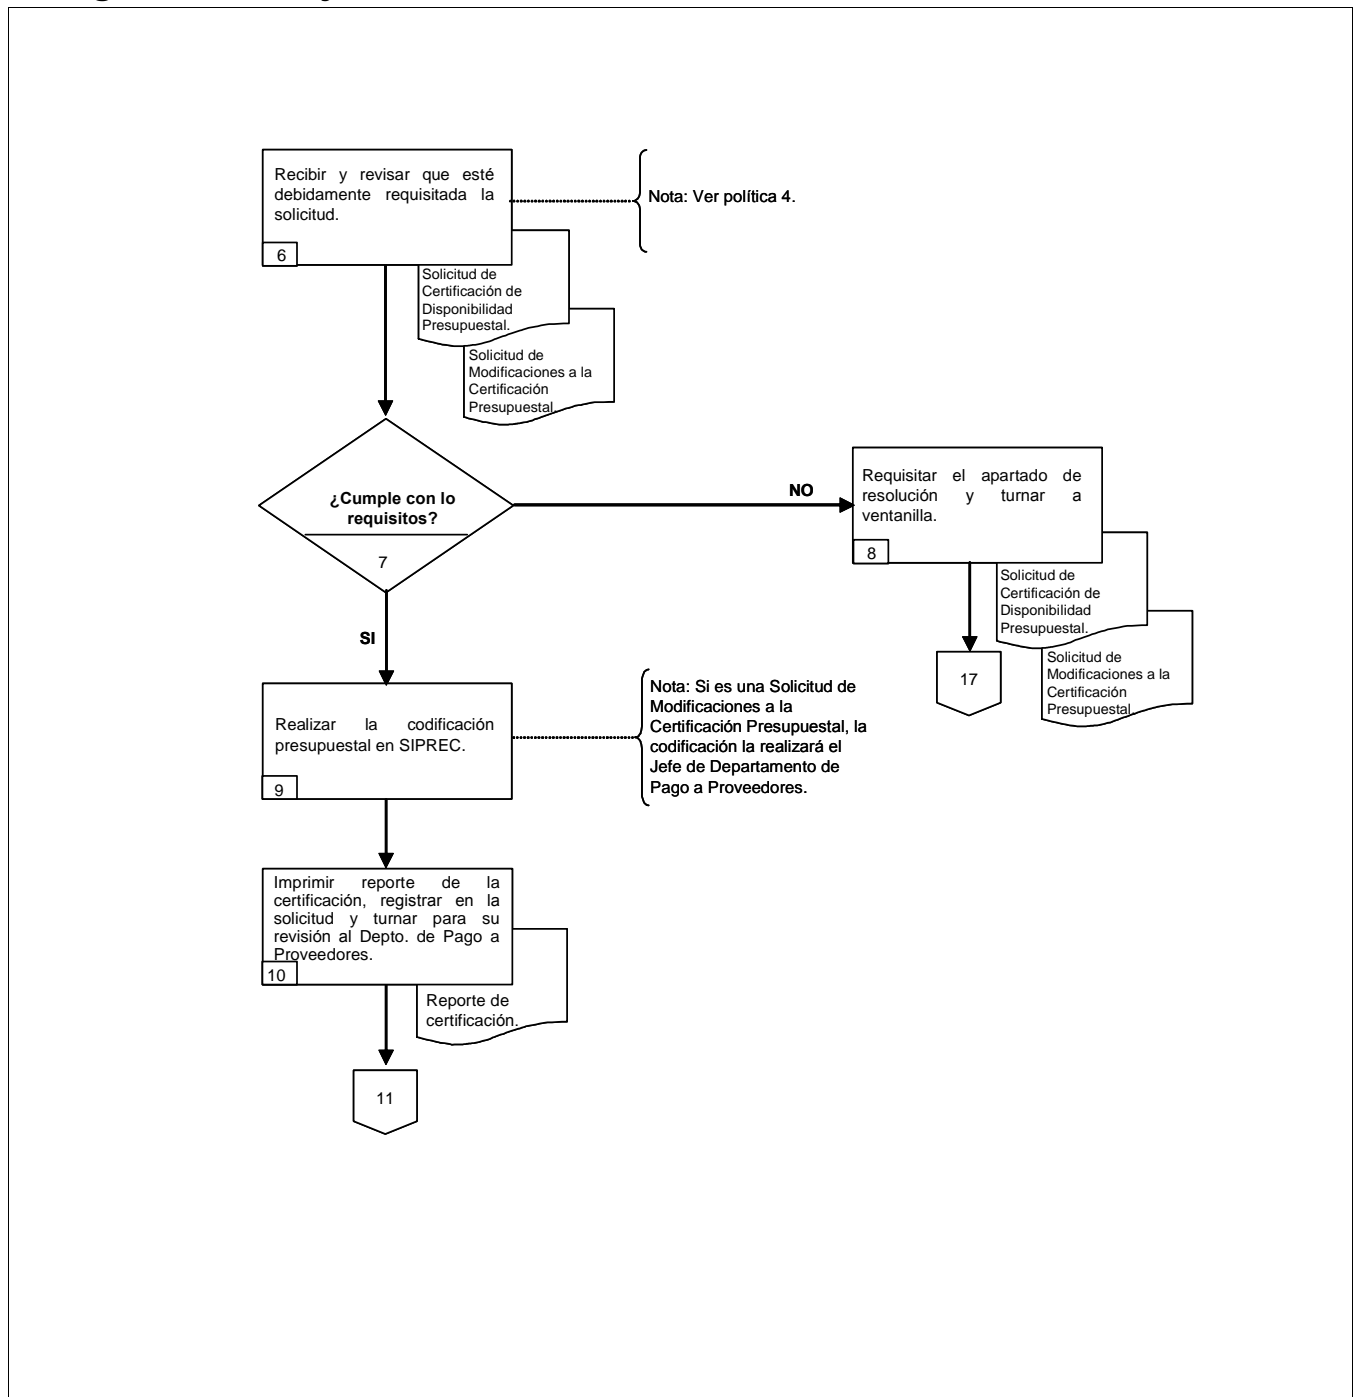 Recibir y revisar que esté
debidamente requisitada la
solicitud.
6
Nota: Ver política 4.
Solicitud de
Certificación de
Disponibilidad
Presupuestal.
Solicitud de
Modificaciones a la
Certificación
Presupuestal.
¿Cumple con lo
requisitos?
7
NO
Requisitar el apartado de
resolución y turnar a
ventanilla.
8
Solicitud de
Certificación de
Disponibilidad
Presupuestal.
Solicitud de
Modificaciones a la
Certificación
Presupuestal.
17
SI
Realizar la codificación
presupuestal en SIPREC.
9
Nota: Si es una Solicitud de
Modificaciones a la
Certificación Presupuestal, la
codificación la realizará el
Jefe de Departamento de
Pago a Proveedores.
Imprimir reporte de la
certificación, registrar en la
solicitud y turnar para su
revisión al Depto. de Pago a
Proveedores.
10
Reporte de
certificación.
11